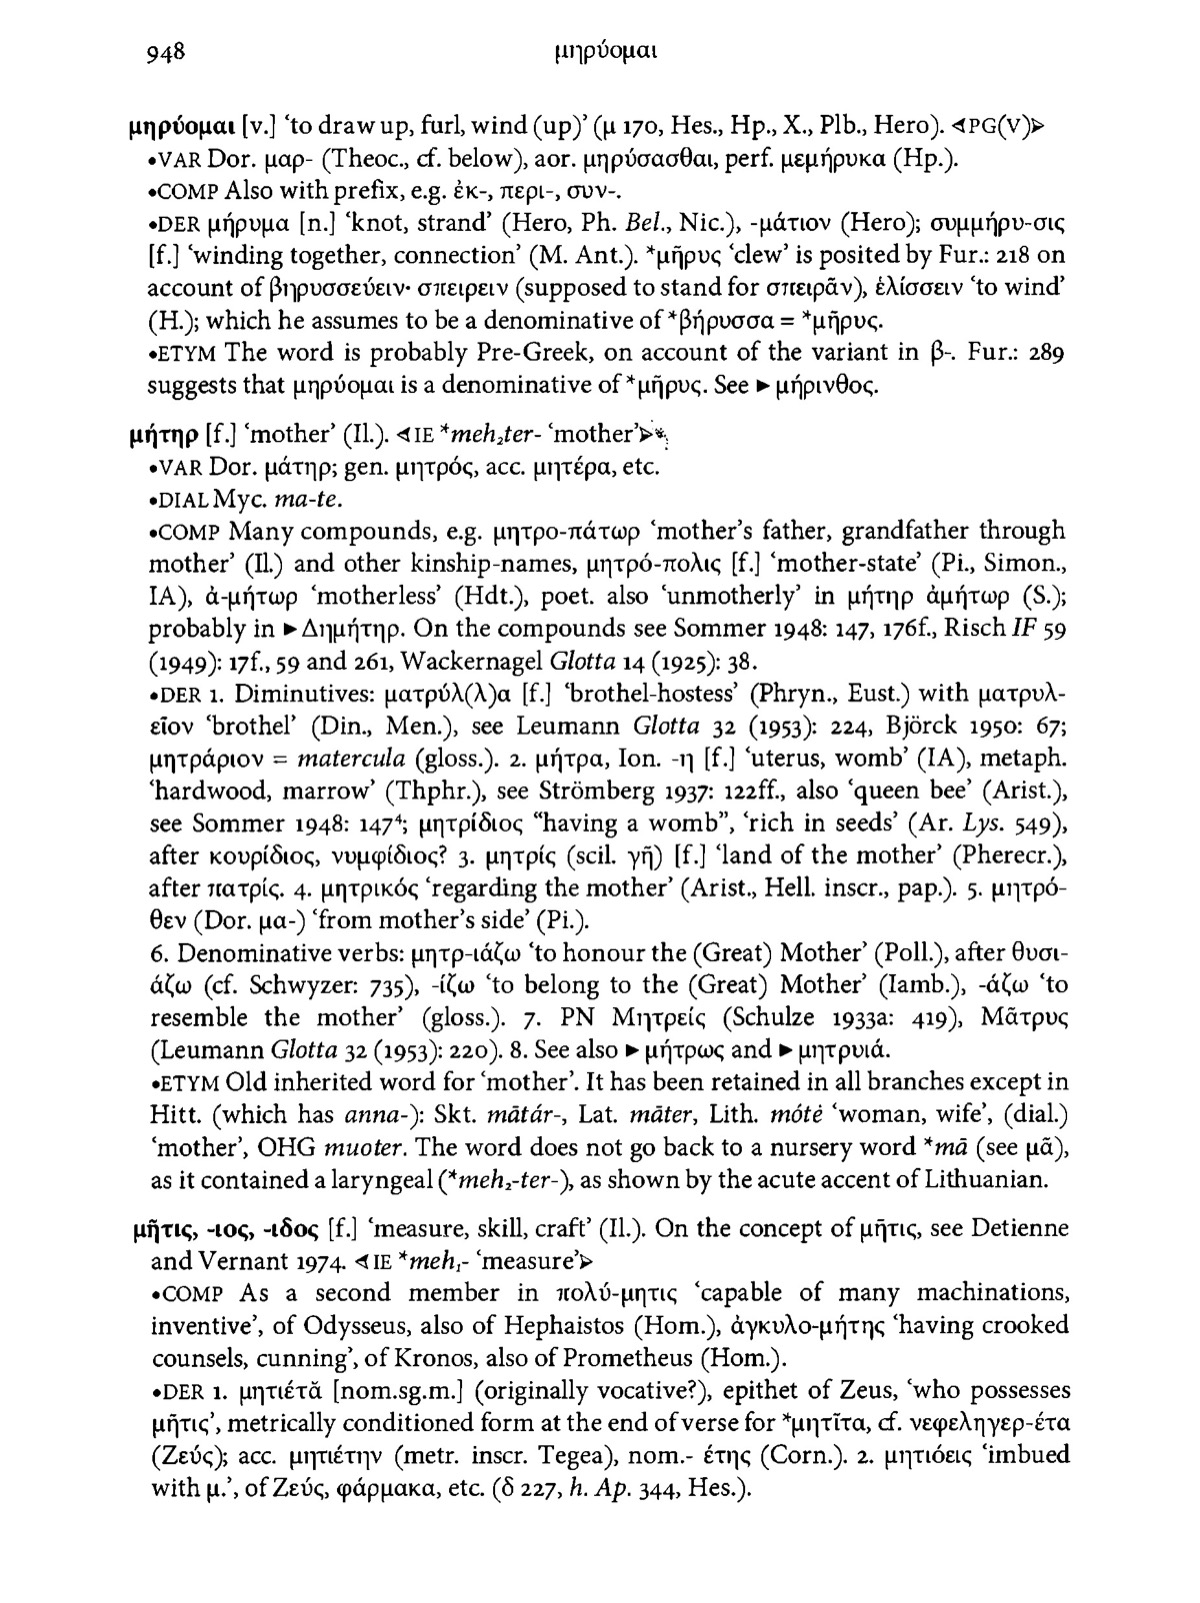 948
μηρύομαι
μηρύομαι [v.] ‘to draw up, furl, wind (up)’ (μ 170, Hes., Hp., X., Plb., Hero). ⊲PG(V)⊳
•VAR Dor. μαρ- (Theoc., cf. below), aor. μηρύσασθαι, perf. μεμήρυκα (Hp.).
•COMP Also with prefix, e.g. ἐκ-, περι-, συν-.
•DER μήρυμα [n.] ‘knot, strand’ (Hero, Ph. Bel., Nic.), -μάτιον (Hero); συμμήρυ-σις
[f.] ‘winding together, connection’ (M. Ant.). *μῆρυς ‘clew’ is posited by Fur.: 218 on
account of βηρυσσεύειν· σπειρειν (supposed to stand for σπειρᾶν), ἑλίσσειν ‘to wind’
(H.); which he assumes to be a denominative of *βήρυσσα = *μῆρυς.
•ETYM The word is probably Pre-Greek, on account of the variant in β-. Fur.: 289
suggests that μηρύομαι is a denominative of *μῆρυς. See ►μήρινθος.
μήτηρ [f.] ‘mother’ (Il.). ⊲IE *meh₂ter- ‘mother’⊳
•VAR Dor. μάτηρ; gen. μητρός, acc. μητέρα, etc.
•DIAL Myc. ma-te.
•COMP Many compounds, e.g. μητρο-πάτωρ ‘mother’s father, grandfather through
mother’ (Il.) and other kinship-names, μητρό-πολις [f.] ‘mother-state’ (Pi., Simon.,
IA), ἀ-μήτωρ ‘motherless’ (Hdt.), poet. also ‘unmotherly’ in μήτηρ ἀμήτωρ (S.);
probably in ►Δημήτηρ. On the compounds see Sommer 1948: 147, 176f., Risch IF 59
(1949): 17f., 59 and 261, Wackernagel Glotta 14 (1925): 38.
•DER 1. Diminutives: ματρύλ(λ)α [f.] ‘brothel-hostess’ (Phryn., Eust.) with ματρυλ-
εῖον ‘brothel’ (Din., Men.), see Leumann Glotta 32 (1953): 224, Björck 1950: 67;
μητράριον = matercula (gloss.). 2. μήτρα, Ion. -η [f.] ‘uterus, womb’ (IA), metaph.
‘hardwood, marrow’ (Thphr.), see Strömberg 1937: 122ff., also ‘queen bee’ (Arist.),
see Sommer 1948: 147⁴; μητρίδιος “having a womb”, ‘rich in seeds’ (Ar. Lys. 549),
after κουρίδιος, νυμφίδιος? 3. μητρίς (scil. γῆ) [f.] ‘land of the mother’ (Pherecr.),
after πατρίς. 4. μητρικός ‘regarding the mother’ (Arist., Hell. inscr., pap.). 5. μητρό-
θεν (Dor. μα-) ‘from mother’s side’ (Pi.).
6. Denominative verbs: μητρ-ιάζω ‘to honour the (Great) Mother’ (Poll.), after θυσι-
άζω (cf. Schwyzer: 735), -ίζω ‘to belong to the (Great) Mother’ (Iamb.), -άζω ‘to
resemble the mother’ (gloss.). 7. PN Μητρείς (Schulze 1933a: 419), Μᾶτρυς
(Leumann Glotta 32 (1953): 220). 8. See also ►μήτρως and ►μητρυιά.
•ETYM Old inherited word for ‘mother’. It has been retained in all branches except in
Hitt. (which has anna-): Skt. mātár-, Lat. māter, Lith. mótė ‘woman, wife’, (dial.)
‘mother’, OHG muoter. The word does not go back to a nursery word *mā (see μᾶ),
as it contained a laryngeal (*meh₂-ter-), as shown by the acute accent of Lithuanian.
μῆτις, -ιος, -ιδος [f.] ‘measure, skill, craft’ (Il.). On the concept of μῆτις, see Detienne
and Vernant 1974. ⊲IE *meh₁- ‘measure’⊳
•COMP As a second member in πολύ-μητις ‘capable of many machinations,
inventive’, of Odysseus, also of Hephaistos (Hom.), ἀγκυλο-μήτης ‘having crooked
counsels, cunning’, of Kronos, also of Prometheus (Hom.).
•DER 1. μητιέτᾰ [nom.sg.m.] (originally vocative?), epithet of Zeus, ‘who possesses
μῆτις’, metrically conditioned form at the end of verse for *μητῖτα, cf. νεφεληγερ-έτα
(Ζεύς); acc. μητιέτην (metr. inscr. Tegea), nom.- έτης (Corn.). 2. μητιόεις ‘imbued
with μ.’, of Ζεύς, φάρμακα, etc. (δ 227, h. Ap. 344, Hes.).